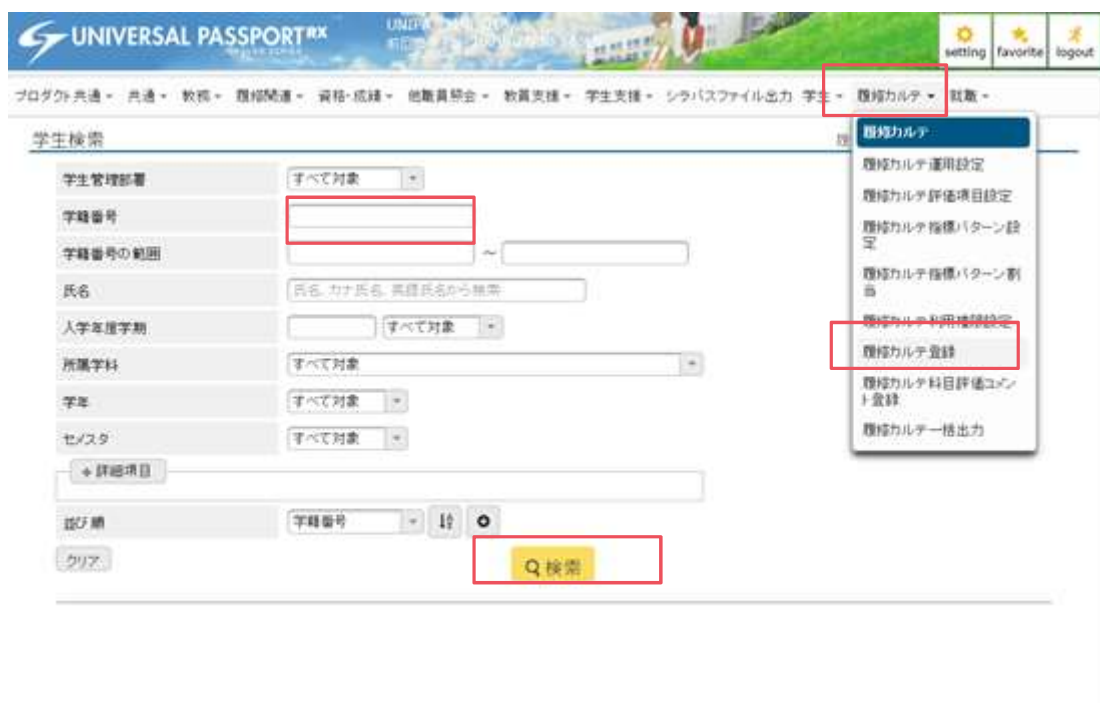 UNIVERSAL PASSPORT RX
setting favorite logout
プロダクト共通 共通 教務 履修関連 資格・成績 他職員照会 教員支援 学生支援 シラバスファイル出力 学生 履修カルテ 就職
学生検索
履修カルテ
履修カルテ運用設定
履修カルテ評価項目設定
履修カルテ指標パターン設
定
履修カルテ指標パターン割
当
履修カルテ利用権限設定
履修カルテ登録
履修カルテ科目評価コメン
ト登録
履修カルテ一括出力
学生管理部署 すべて対象
学籍番号
学籍番号の範囲 ～
氏名 氏名, カナ氏名, 英語氏名から検索
入学年度学期 すべて対象
所属学科 すべて対象
学年 すべて対象
セメスタ すべて対象
詳細項目
並び順 学籍番号
クリア 検索